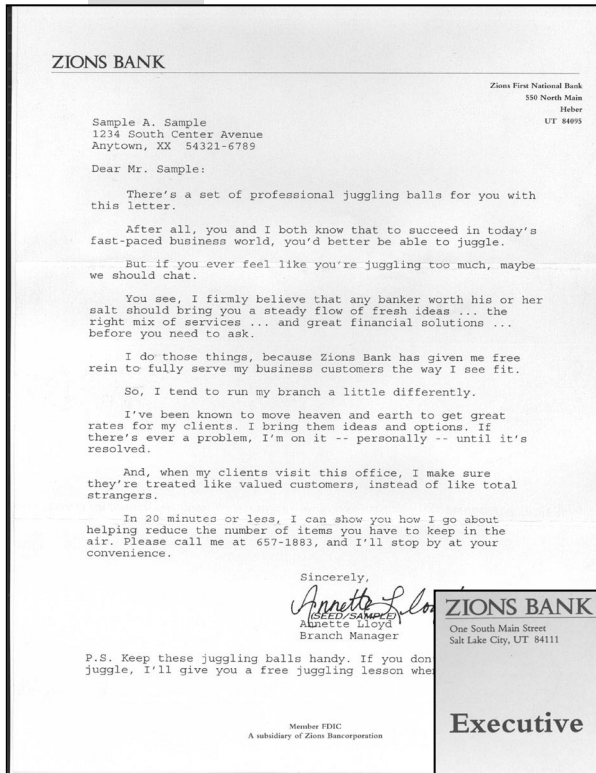 ZIONS BANK
Zions First National Bank
550 North Main
Heber
UT 84095
Sample A. Sample
1234 South Center Avenue
Anytown, XX 54321-6789
Dear Mr. Sample:
There's a set of professional juggling balls for you with
this letter.
After all, you and I both know that to succeed in today's
fast-paced business world, you'd better be able to juggle.
But if you ever feel like you're juggling too much, maybe
we should chat.
You see, I firmly believe that any banker worth his or her
salt should bring you a steady flow of fresh ideas ... the
right mix of services ... and great financial solutions ...
before you need to ask.
I do those things, because Zions Bank has given me free
rein to fully serve my business customers the way I see fit.
So, I tend to run my branch a little differently.
I've been known to move heaven and earth to get great
rates for my clients. I bring them ideas and options. If
there's ever a problem, I'm on it -- personally -- until it's
resolved.
And, when my clients visit this office, I make sure
they're treated like valued customers, instead of like total
strangers.
In 20 minutes or less, I can show you how I go about
helping reduce the number of items you have to keep in the
air. Please call me at 657-1883, and I'll stop by at your
convenience.
Sincerely,
Annette L.
(SEED/SAMPLE)
Annette Lloyd
Branch Manager
P.S. Keep these juggling balls handy. If you don
juggle, I'll give you a free juggling lesson whe
Member FDIC
A subsidiary of Zions Bancorporation
ZIONS BANK
One South Main Street
Salt Lake City, UT 84111
Executive